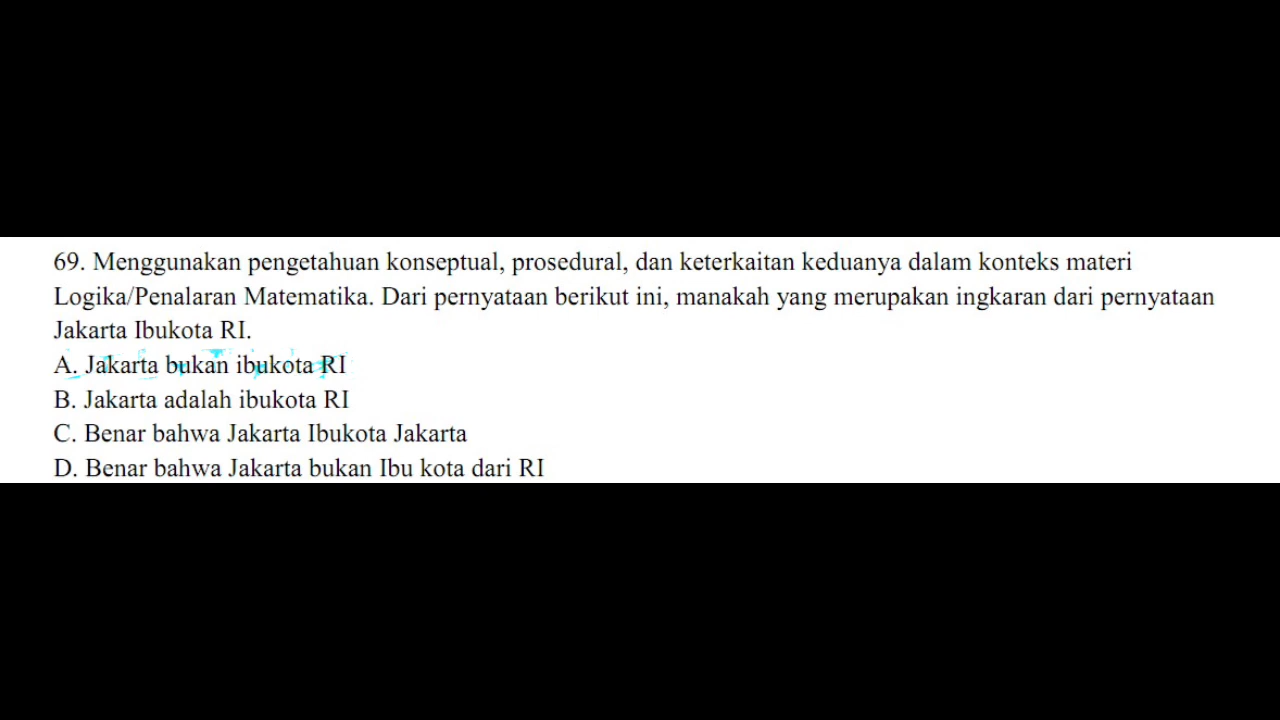 69. Menggunakan pengetahuan konseptual, prosedural, dan keterkaitan keduanya dalam konteks materi
Logika/Penalaran Matematika. Dari pernyataan berikut ini, manakah yang merupakan ingkaran dari pernyataan
Jakarta Ibukota RI.
A. Jakarta bukan ibukota RI
B. Jakarta adalah ibukota RI
C. Benar bahwa Jakarta Ibukota Jakarta
D. Benar bahwa Jakarta bukan Ibu kota dari RI